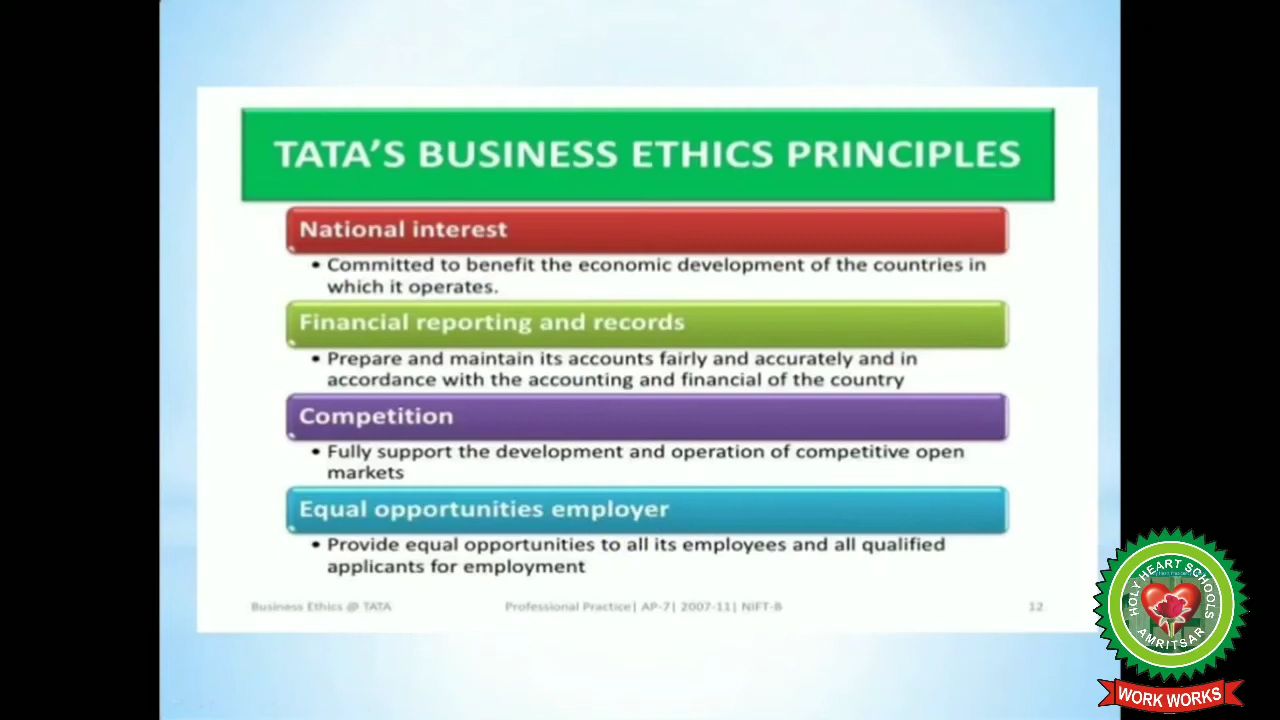 TATA'S BUSINESS ETHICS PRINCIPLES
National interest
• Committed to benefit the economic development of the countries in
which it operates.
Financial reporting and records
• Prepare and maintain its accounts fairly and accurately and in
accordance with the accounting and financial of the country
Competition
• Fully support the development and operation of competitive open
markets
Equal opportunities employer
• Provide equal opportunities to all its employees and all qualified
applicants for employment
Business Ethics @ TATA
Professional Practice| AP-7| 2007-11| NIFT-B
12
HOLY HEART SCHOOLS
AMRITSAR
WORK WORKS